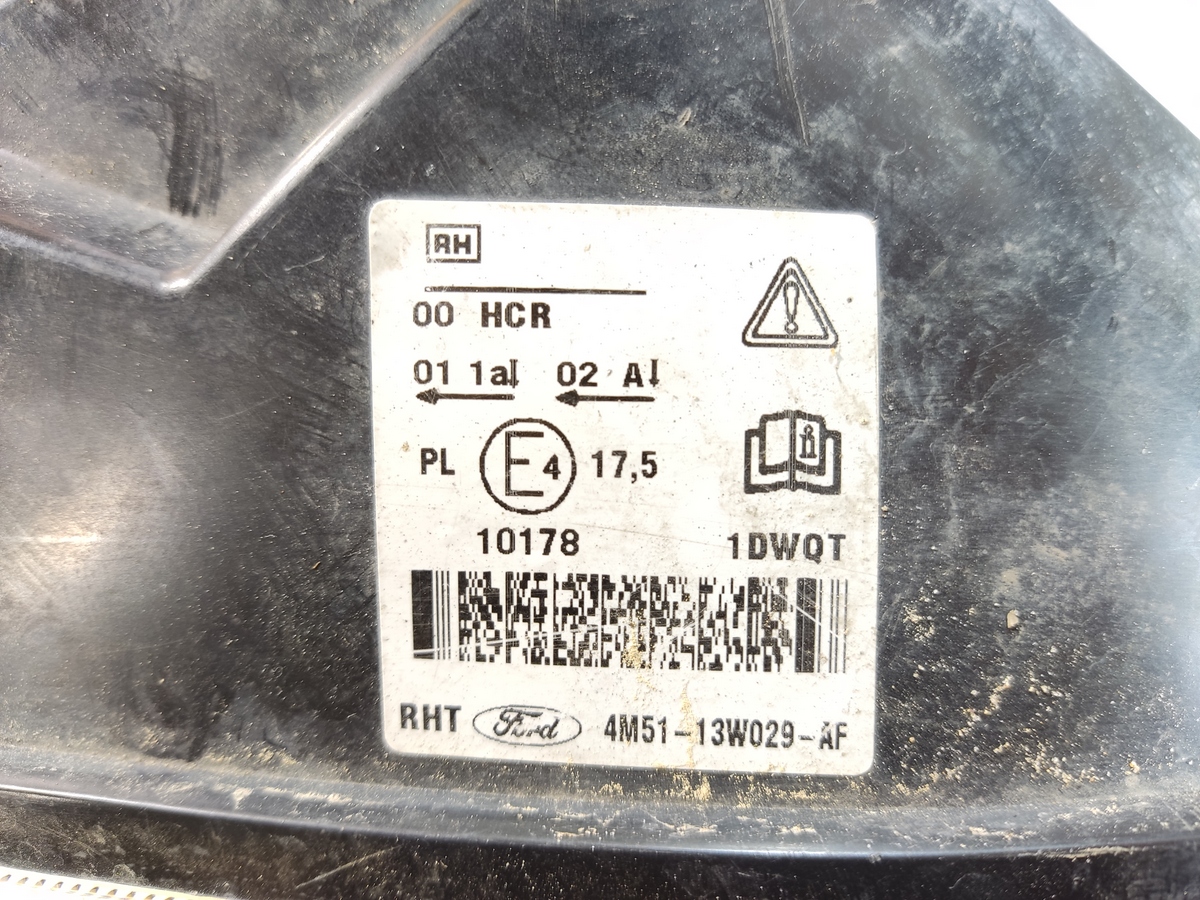 RH
00 HCR
01 1a 02 A
PL E4 17,5
10178 1DWQT
RHT Ford 4M51-13W029-AF